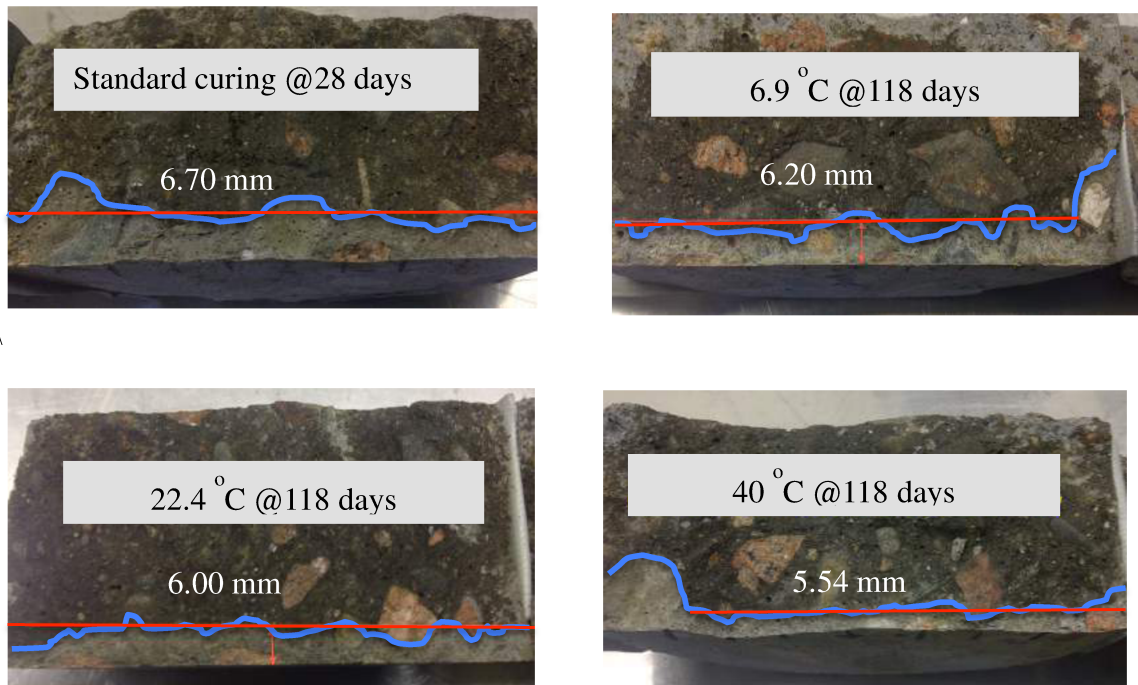 Standard curing @28 days
6.70 mm
6.9 °C @118 days
6.20 mm
22.4 °C @118 days
6.00 mm
40 °C @118 days
5.54 mm